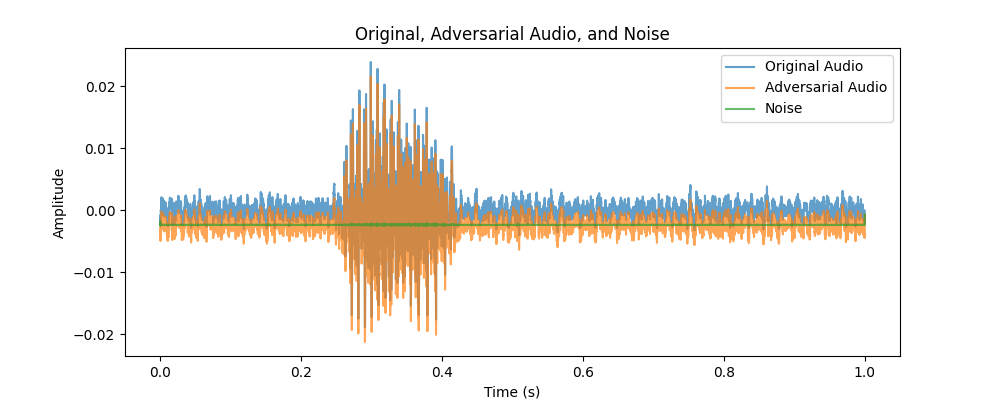 Original, Adversarial Audio, and Noise
Original Audio
Adversarial Audio
Noise
0.02
0.01
0.00
−0.01
−0.02
Amplitude
0.0
0.2
0.4
0.6
0.8
1.0
Time (s)